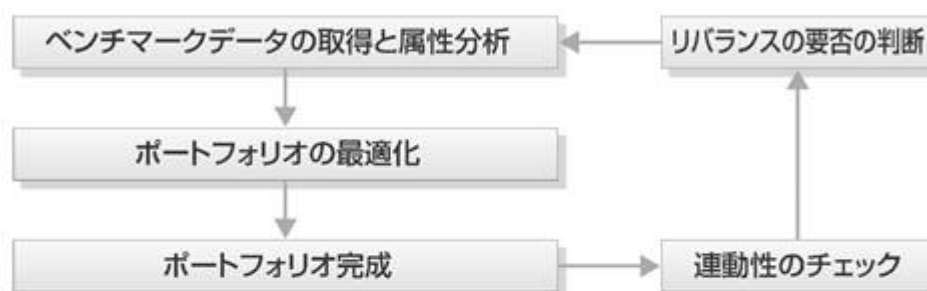 ベンチマークデータの取得と属性分析
リバランスの要否の判断
ポートフォリオの最適化
ポートフォリオ完成
連動性のチェック